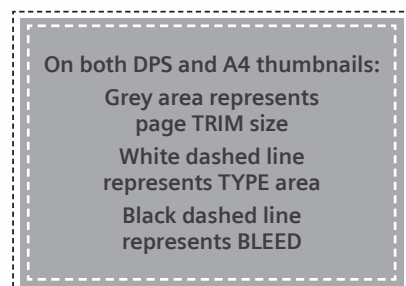 On both DPS and A4 thumbnails:
Grey area represents
page TRIM size
White dashed line
represents TYPE area
Black dashed line
represents BLEED